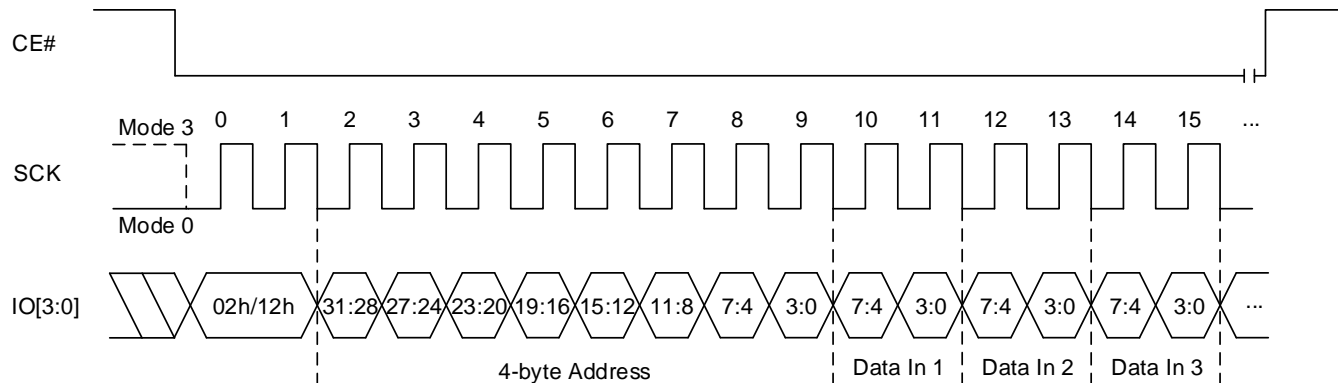 CE#
Mode 3
0 1 2 3 4 5 6 7 8 9 10 11 12 13 14 15 ...
SCK
Mode 0
IO[3:0]
02h/12h 31:28 27:24 23:20 19:16 15:12 11:8 7:4 3:0 7:4 3:0 7:4 3:0 7:4 3:0 ...
4-byte Address Data In 1 Data In 2 Data In 3